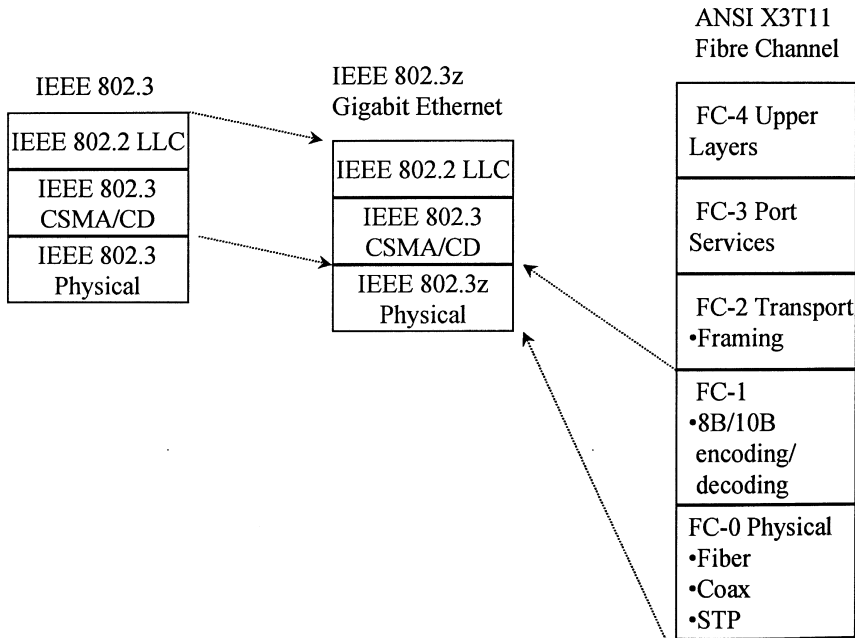 IEEE 802.3
IEEE 802.2 LLC
IEEE 802.3
CSMA/CD
IEEE 802.3
Physical
IEEE 802.3z
Gigabit Ethernet
IEEE 802.2 LLC
IEEE 802.3
CSMA/CD
IEEE 802.3z
Physical
ANSI X3T11
Fibre Channel
FC-4 Upper
Layers
FC-3 Port
Services
FC-2 Transport
•Framing
FC-1
•8B/10B
encoding/
decoding
FC-0 Physical
•Fiber
•Coax
•STP